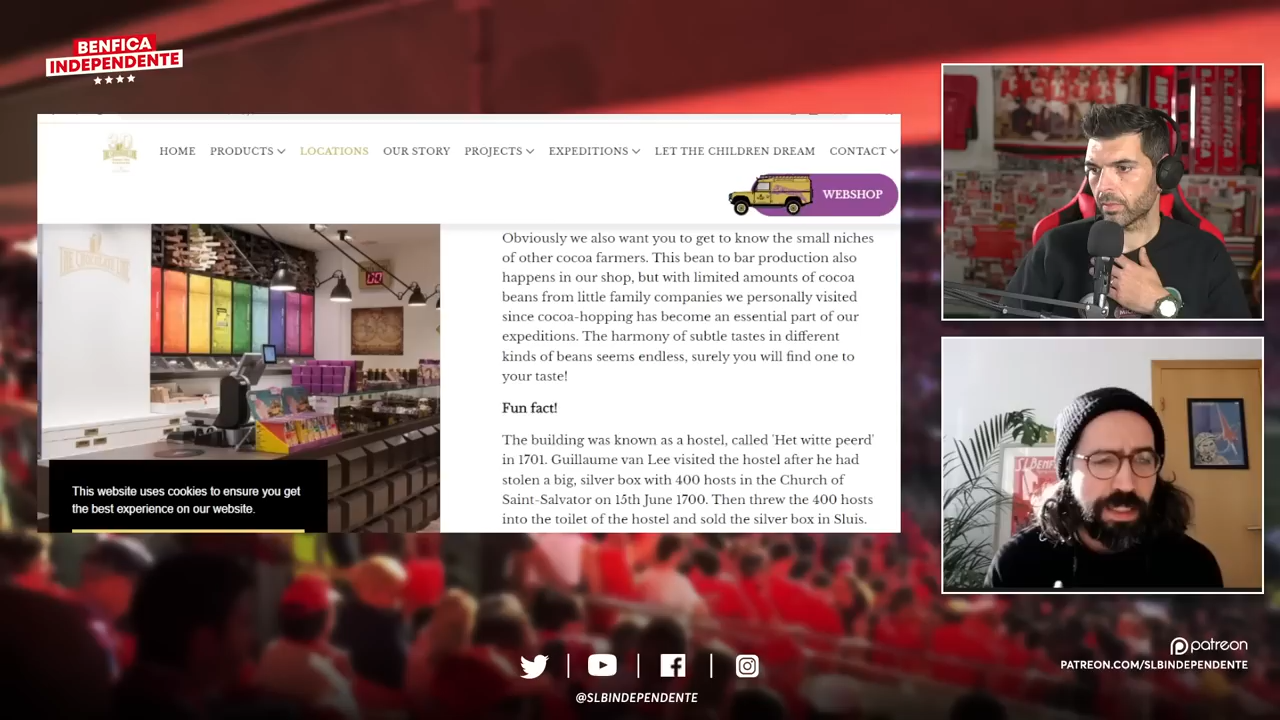 BENFICA
INDEPENDENTE
HOME PRODUCTS LOCATIONS OUR STORY PROJECTS EXPEDITIONS LET THE CHILDREN DREAM CONTACT
WEBSHOP
THE CHOCOLATE LINE
Obviously we also want you to get to know the small niches
of other cocoa farmers. This bean to bar production also
happens in our shop, but with limited amounts of cocoa
beans from little family companies we personally visited
since cocoa-hopping has become an essential part of our
expeditions. The harmony of subtle tastes in different
kinds of beans seems endless, surely you will find one to
your taste!
Fun fact!
The building was known as a hostel, called 'Het witte peerd'
in 1701. Guillaume van Lee visited the hostel after he had
stolen a big, silver box with 400 hosts in the Church of
Saint-Salvator on 15th June 1700. Then threw the 400 hosts
into the toilet of the hostel and sold the silver box in Sluis.
This website uses cookies to ensure you get
the best experience on our website.
patreon
PATREON.COM/SLBINDEPENDENTE
@SLBINDEPENDENTE